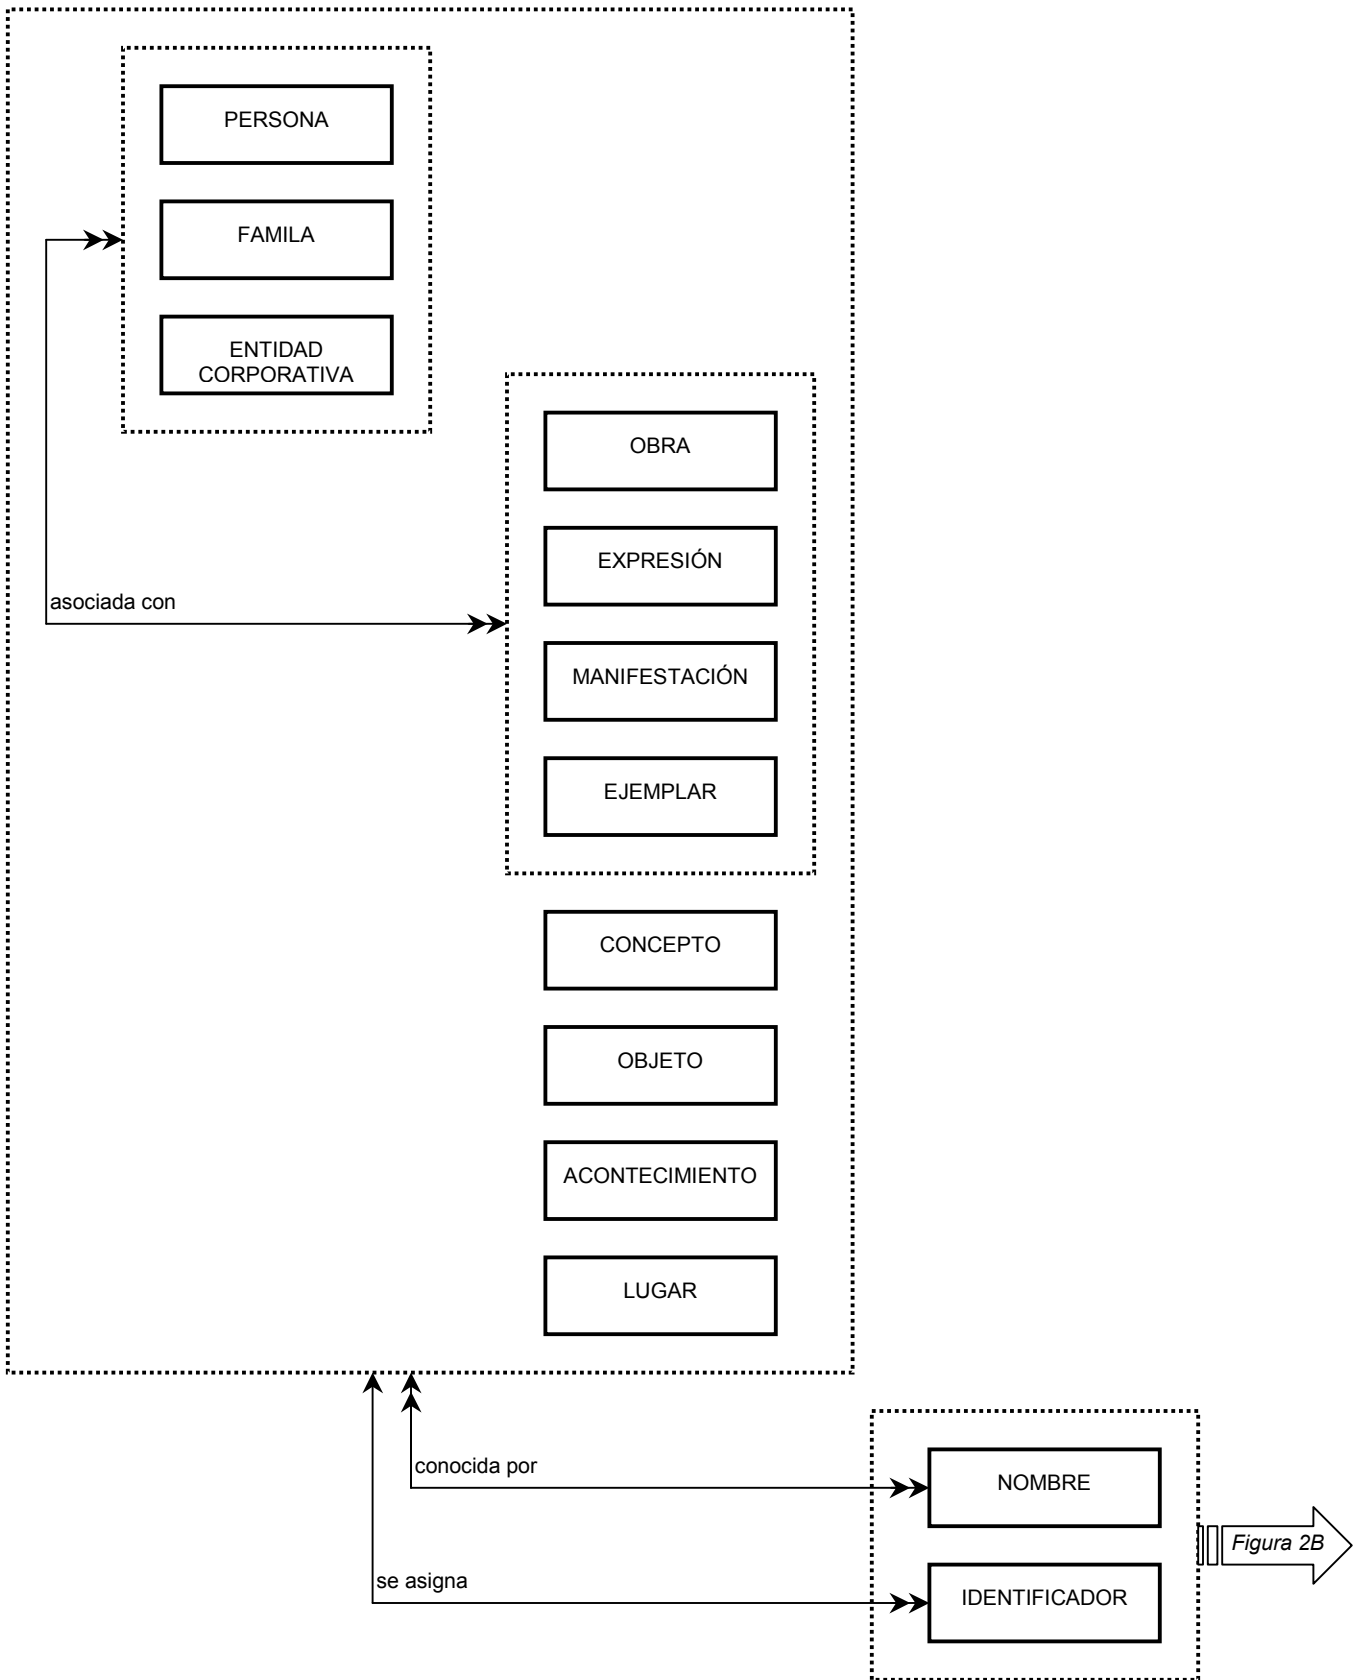 PERSONA
FAMILA
ENTIDAD
CORPORATIVA
OBRA
EXPRESIÓN
asociada con
MANIFESTACIÓN
EJEMPLAR
CONCEPTO
OBJETO
ACONTECIMIENTO
LUGAR
conocida por
NOMBRE
Figura 2B
se asigna
IDENTIFICADOR